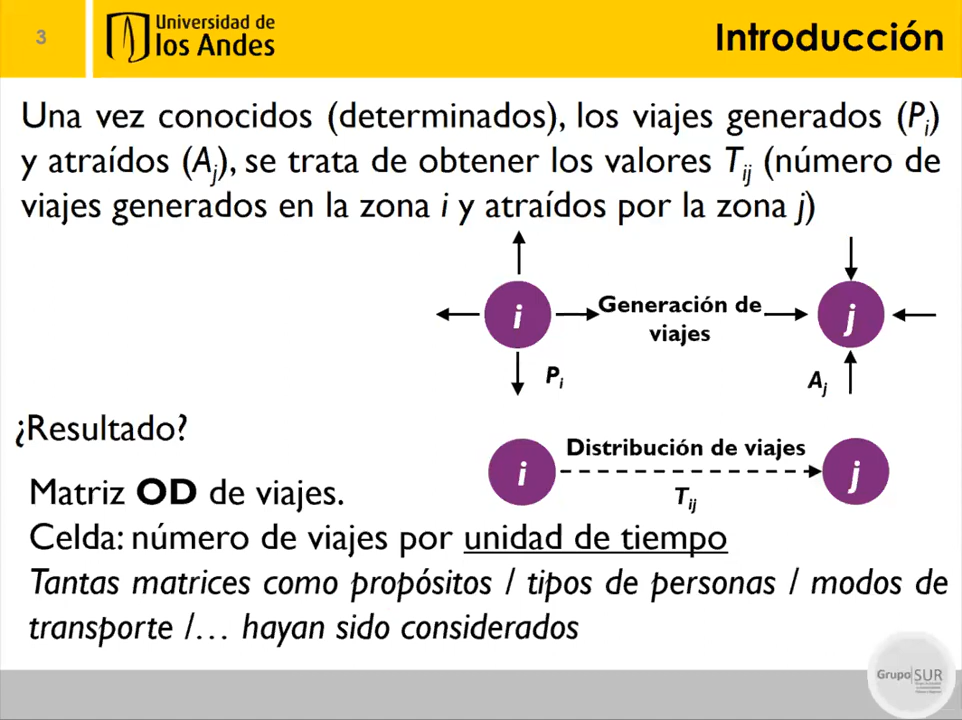 3
Universidad de
los Andes
Introducción
Una vez conocidos (determinados), los viajes generados (Pi)
y atraídos (Aj), se trata de obtener los valores Tij (número de
viajes generados en la zona i y atraídos por la zona j)
i
Generación de
viajes
j
Pi
Aj
¿Resultado?
Distribución de viajes
i
j
Tij
Matriz OD de viajes.
Celda: número de viajes por unidad de tiempo
Tantas matrices como propósitos / tipos de personas / modos de
transporte /… hayan sido considerados
Grupo SUR